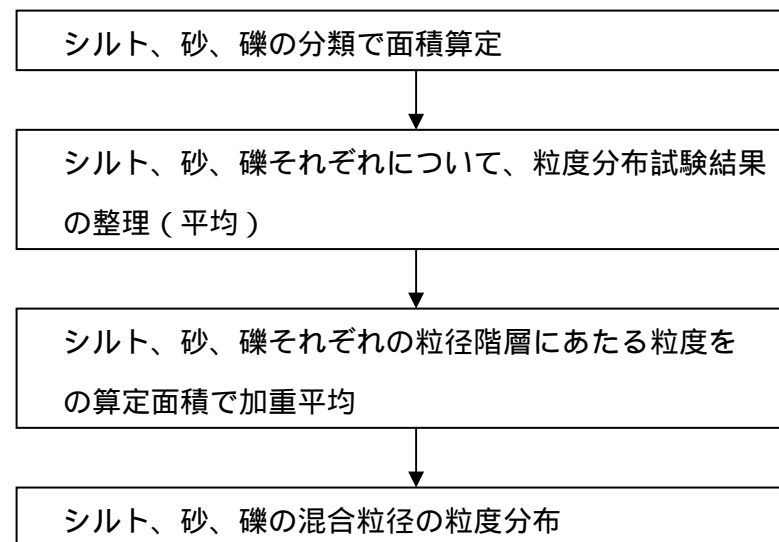 シルト、砂、礫の分類で面積算定
シルト、砂、礫それぞれについて、粒度分布試験結果
の整理（平均）
シルト、砂、礫それぞれの粒径階層にあたる粒度を
の算定面積で加重平均
シルト、砂、礫の混合粒径の粒度分布